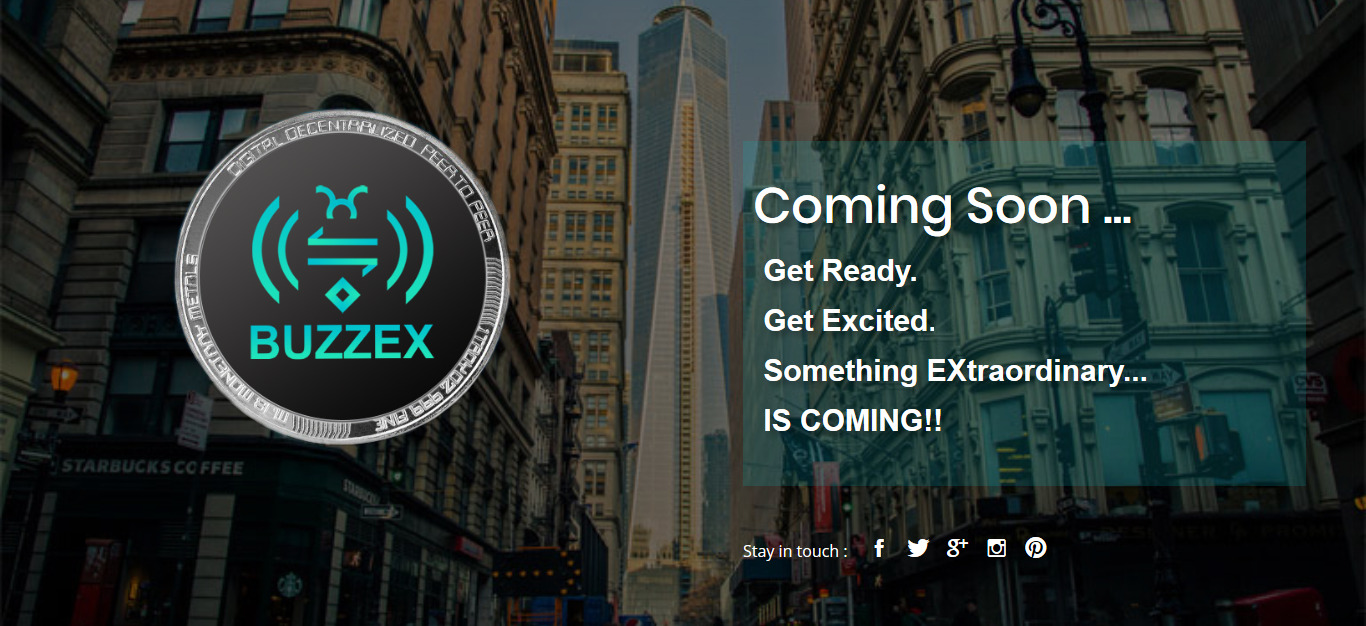 DIGITAL DECENTRALIZED PEER TO PEER
BUZZEX
STARBUCKS COFFEE
Coming Soon ...
Get Ready.
Get Excited.
Something EXtraordinary...
IS COMING!!
CVS
Stay in touch :